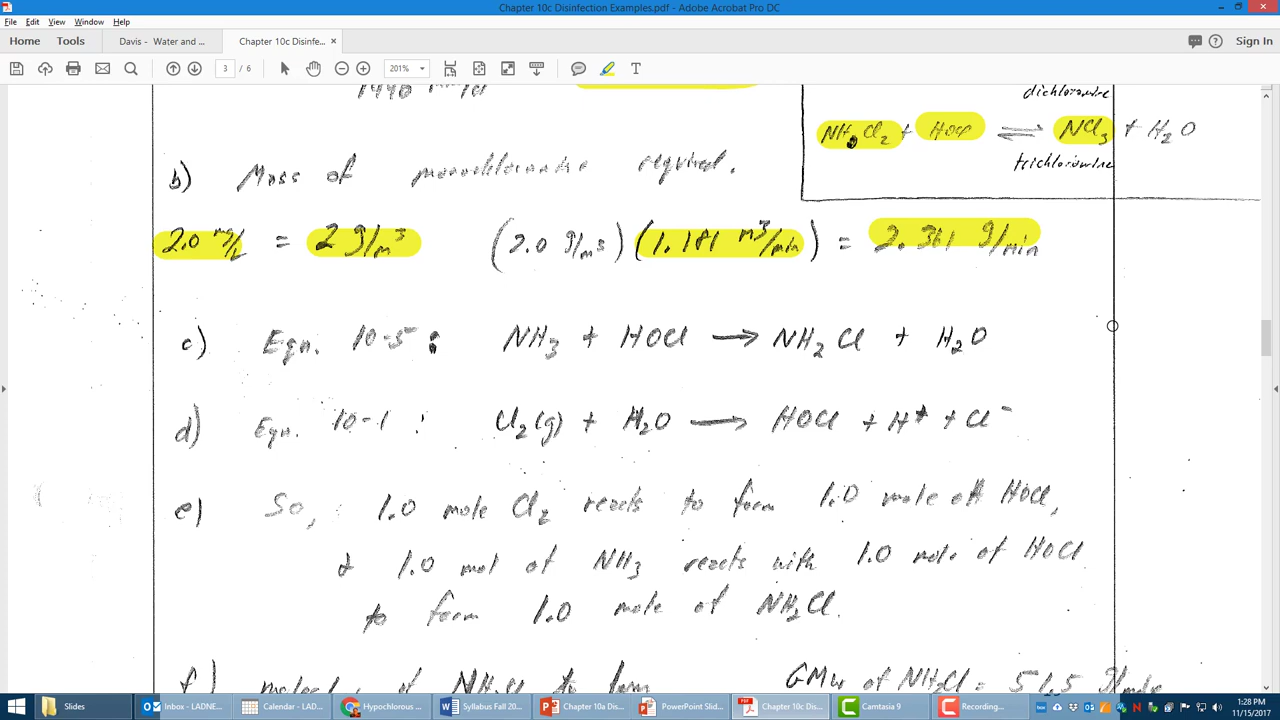 Chapter 10c Disinfection Examples.pdf - Adobe Acrobat Pro DC
File Edit View Window Help
Home Tools Davis - Water and ... Chapter 10c Disinfe... × Sign In
3 / 6 201%
dichloramine
NH2Cl2 + HOCl ⇌ NCl3 + H2O
trichloramine
b) Mass of monochloramine required.
2.0 mg/L = 2 g/m3 (2.0 g/m3) (1.181 m3/min) = 2.361 g/min
c) Eqn. 10-5: NH3 + HOCl → NH2Cl + H2O
d) Eqn. 10-1: Cl2(g) + H2O → HOCl + H+ + Cl-
e) So, 1.0 mole Cl2 reacts to form 1.0 mole of HOCl,
& 1.0 mol of NH3 reacts with 1.0 mole of HOCl
to form 1.0 mole of NH2Cl.
f) of NH2Cl to form GMW of NH2Cl = 51.5 g/mole
Slides Inbox - LADNE... Calendar - LAD... Hypochlorous ... Syllabus Fall 20... Chapter 10a Dis... PowerPoint Slid... Chapter 10c Dis... Camtasia 9 Recording... 1:28 PM
11/15/2017